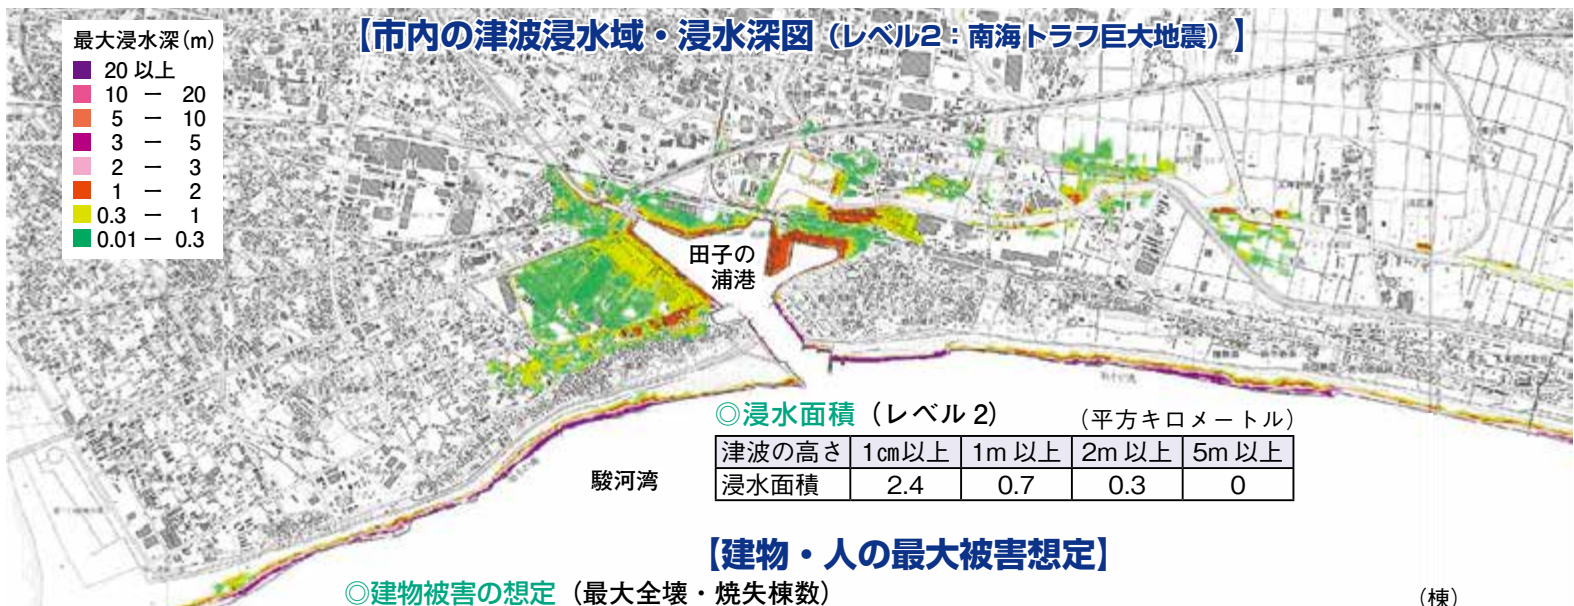 【市内の津波浸水域・浸水深図（レベル2：南海トラフ巨大地震）】
最大浸水深(m)
20 以上
10 － 20
5 － 10
3 － 5
2 － 3
1 － 2
0.3 － 1
0.01 － 0.3
田子の
浦港
駿河湾
◎浸水面積（レベル 2） （平方キロメートル）
津波の高さ 1㎝以上 1m 以上 2m 以上 5m 以上
浸水面積 2.4 0.7 0.3 0
【建物・人の最大被害想定】
◎建物被害の想定（最大全壊・焼失棟数） （棟）